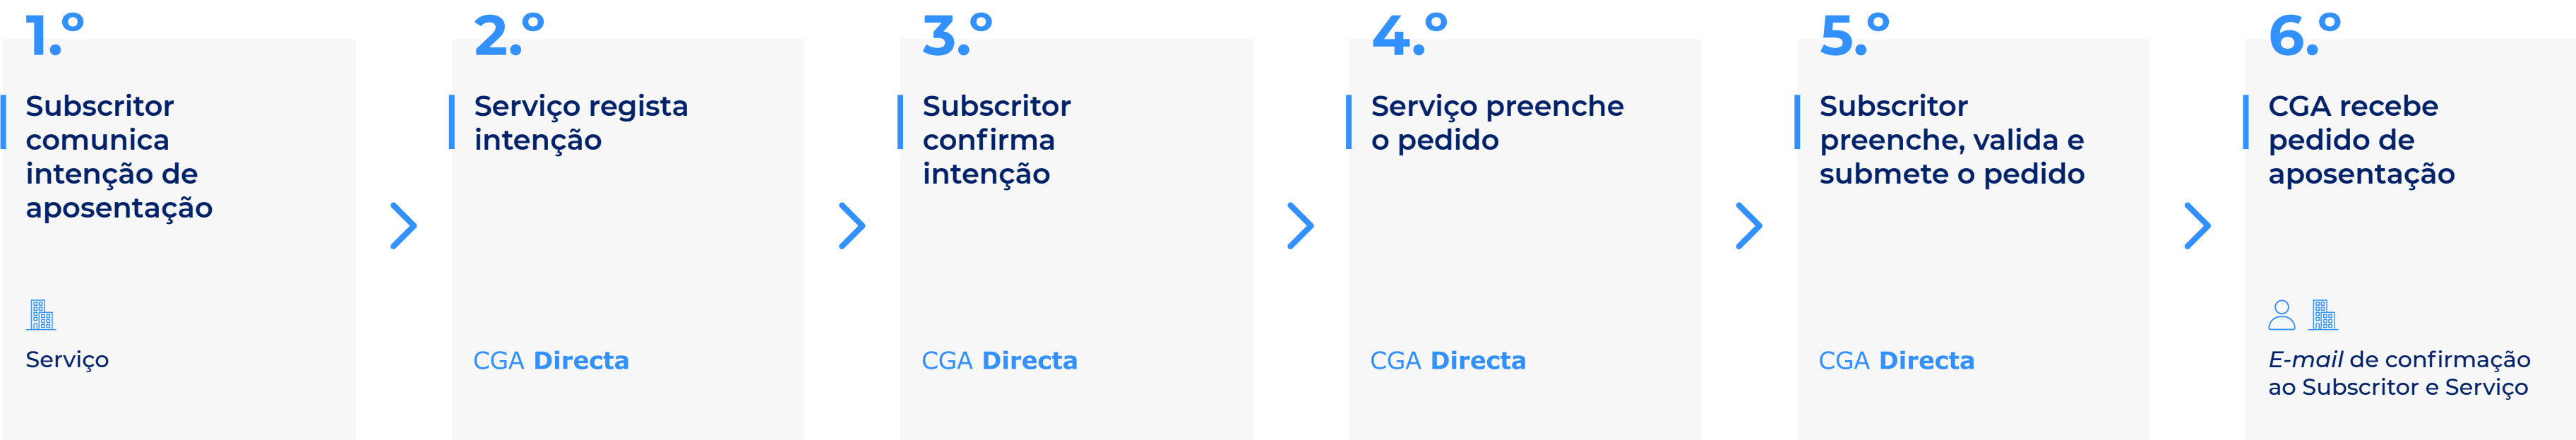 1.º
Subscritor
comunica
intenção de
aposentação
Serviço
2.º
Serviço regista
intenção
CGA Directa
3.º
Subscritor
confirma
intenção
CGA Directa
4.º
Serviço preenche
o pedido
CGA Directa
5.º
Subscritor
preenche, valida e
submete o pedido
CGA Directa
6.º
CGA recebe
pedido de
aposentação
E-mail de confirmação
ao Subscritor e Serviço